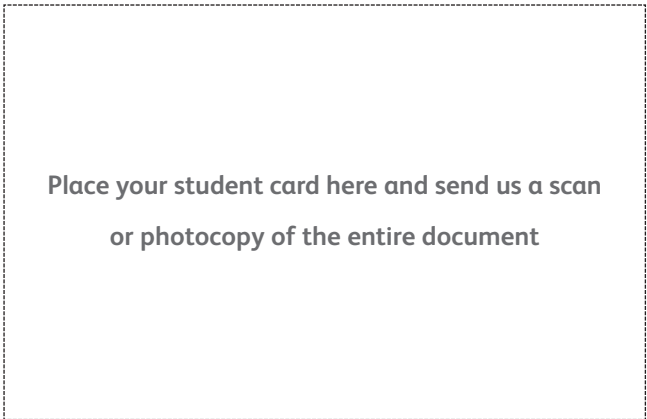 Place your student card here and send us a scan
or photocopy of the entire document